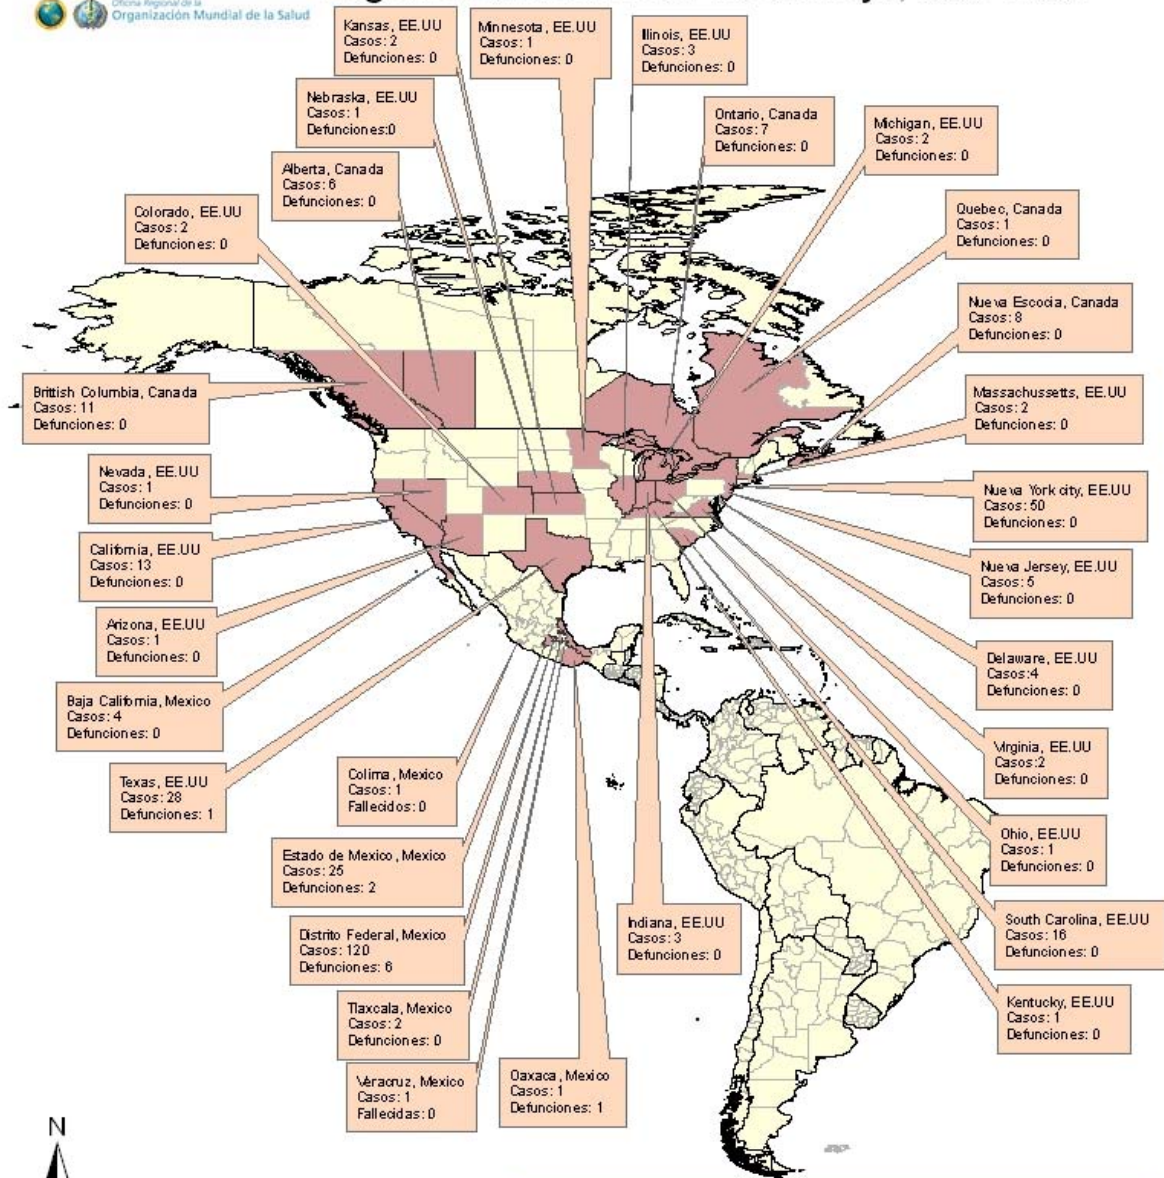 Oficina Regional de la
Organización Mundial de la Salud
Kansas, EE.UU
Casos: 2
Defunciones: 0
Minnesota, EE.UU
Casos: 1
Defunciones: 0
Illinois, EE.UU
Casos: 3
Defunciones: 0
Nebraska, EE.UU
Casos: 1
Defunciones:0
Ontario, Canada
Casos: 7
Defunciones: 0
Michigan, EE.UU
Casos: 2
Defunciones: 0
Alberta, Canada
Casos: 6
Defunciones: 0
Colorado, EE.UU
Casos: 2
Defunciones: 0
Quebec, Canada
Casos: 1
Defunciones: 0
Nueva Escocia, Canada
Casos: 8
Defunciones: 0
Brittish Columbia, Canada
Casos: 11
Defunciones: 0
Massachussetts, EE.UU
Casos: 2
Defunciones: 0
Nevada, EE.UU
Casos: 1
Defunciones: 0
Nueva York city, EE.UU
Casos: 50
Defunciones: 0
California, EE.UU
Casos: 13
Defunciones: 0
Nueva Jersey, EE.UU
Casos: 5
Defunciones: 0
Arizona, EE.UU
Casos: 1
Defunciones: 0
Delaware, EE.UU
Casos:4
Defunciones: 0
Baja California, Mexico
Casos: 4
Defunciones: 0
Virginia, EE.UU
Casos:2
Defunciones: 0
Texas, EE.UU
Casos: 28
Defunciones: 1
Colima, Mexico
Casos: 1
Fallecidos: 0
Ohio, EE.UU
Casos: 1
Defunciones: 0
Estado de Mexico, Mexico
Casos: 25
Defunciones: 2
Indiana, EE.UU
Casos: 3
Defunciones: 0
South Carolina, EE.UU
Casos: 16
Defunciones: 0
Distrito Federal, Mexico
Casos: 120
Defunciones: 6
Tlaxcala, Mexico
Casos: 2
Defunciones: 0
Kentucky, EE.UU
Casos: 1
Defunciones: 0
Veracruz, Mexico
Casos: 1
Fallecidas: 0
Oaxaca, Mexico
Casos: 1
Defunciones: 1
N